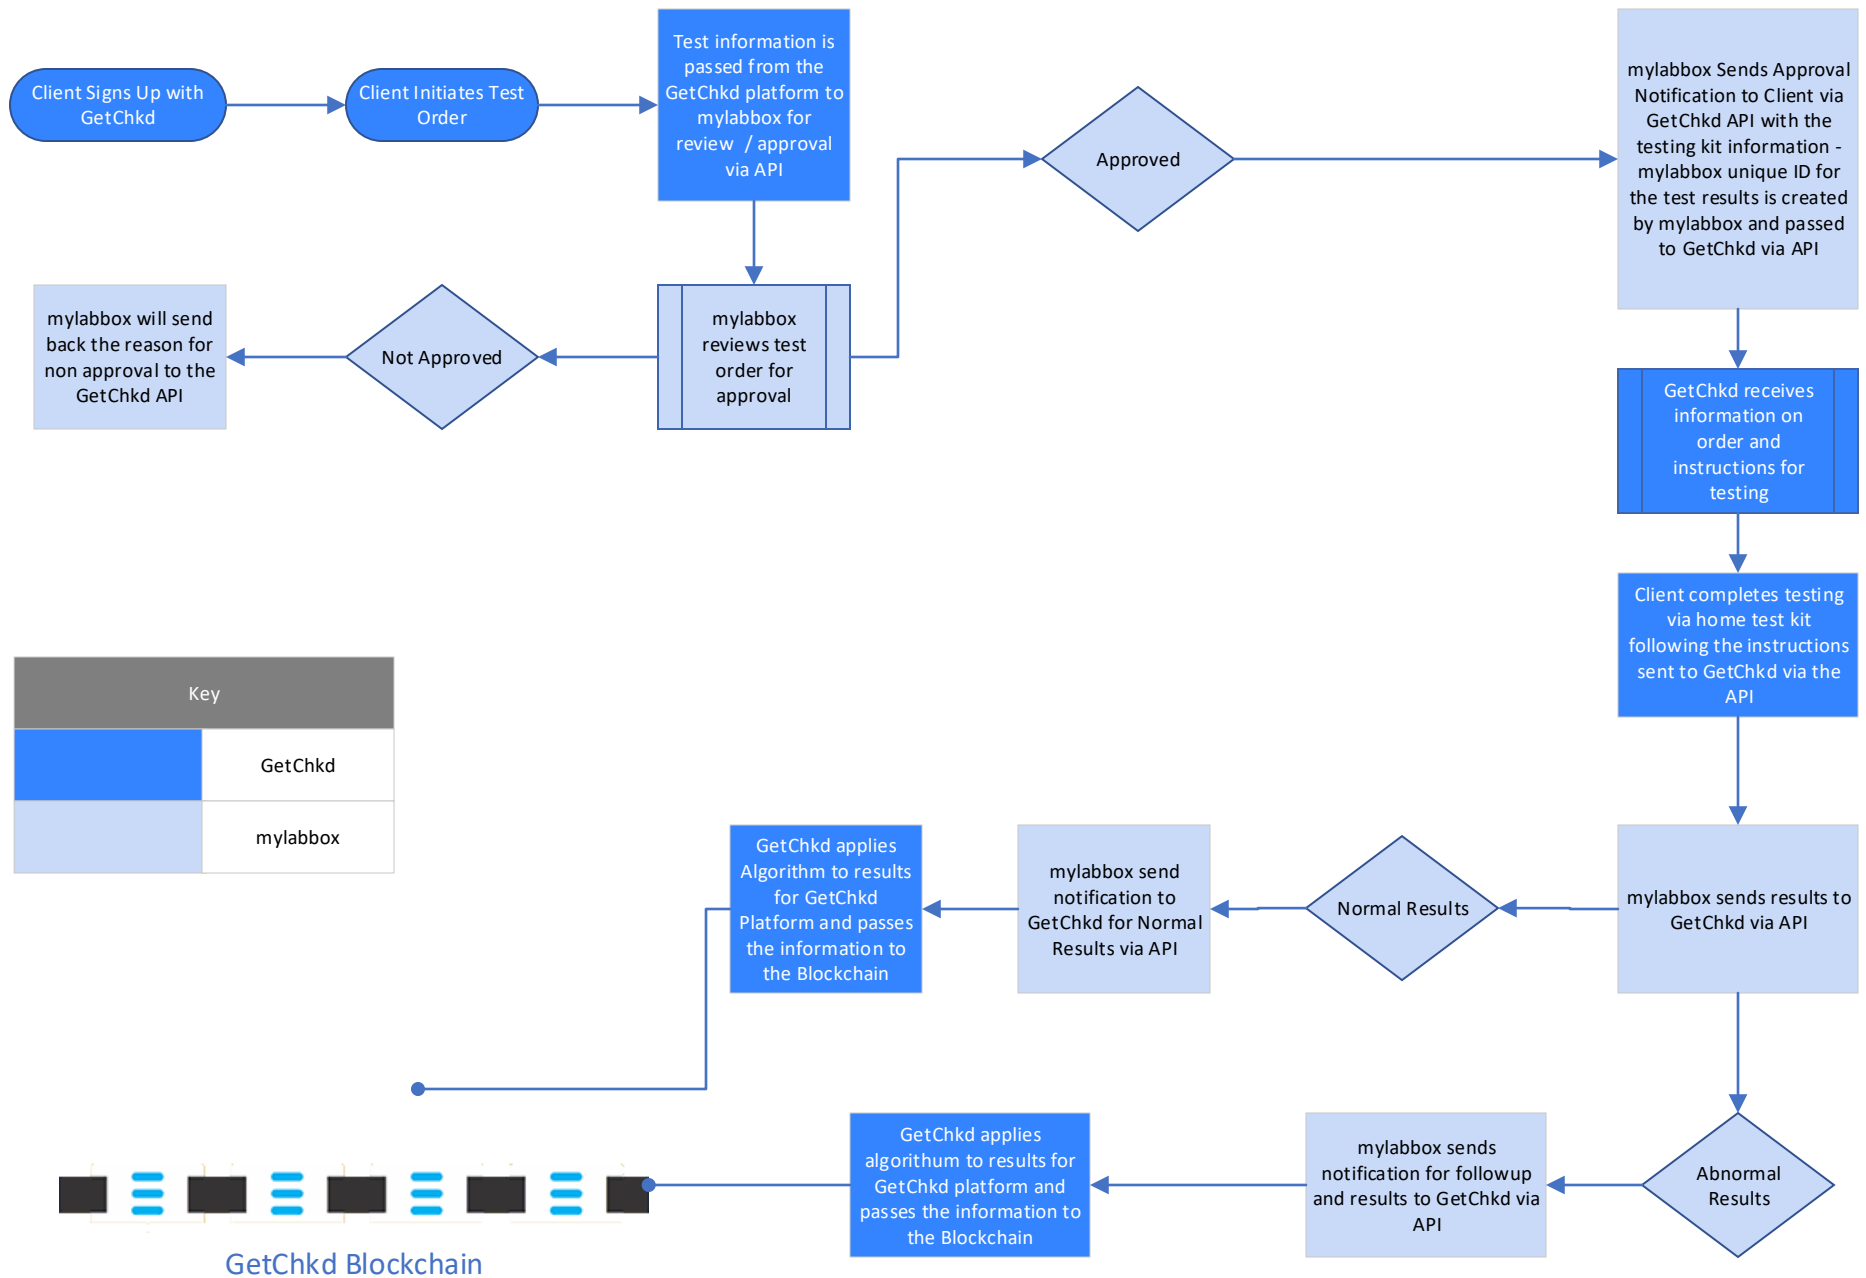 Client Signs Up with
GetChkd
Client Initiates Test
Order
Test information is
passed from the
GetChkd platform to
mylabbox for
review / approval
via API
Approved
mylabbox Sends Approval
Notification to Client via
GetChkd API with the
testing kit information -
mylabbox unique ID for
the test results is created
by mylabbox and passed
to GetChkd via API
mylabbox will send
back the reason for
non approval to the
GetChkd API
Not Approved
mylabbox
reviews test
order for
approval
GetChkd receives
information on
order and
instructions for
testing
Client completes testing
via home test kit
following the instructions
sent to GetChkd via the
API
Key
GetChkd
mylabbox
GetChkd applies
Algorithm to results
for GetChkd
Platform and passes
the information to
the Blockchain
mylabbox send
notification to
GetChkd for Normal
Results via API
Normal Results
mylabbox sends results to
GetChkd via API
GetChkd applies
algorithum to results for
GetChkd platform and
passes the information to
the Blockchain
mylabbox sends
notification for followup
and results to GetChkd via
API
Abnormal
Results
GetChkd Blockchain